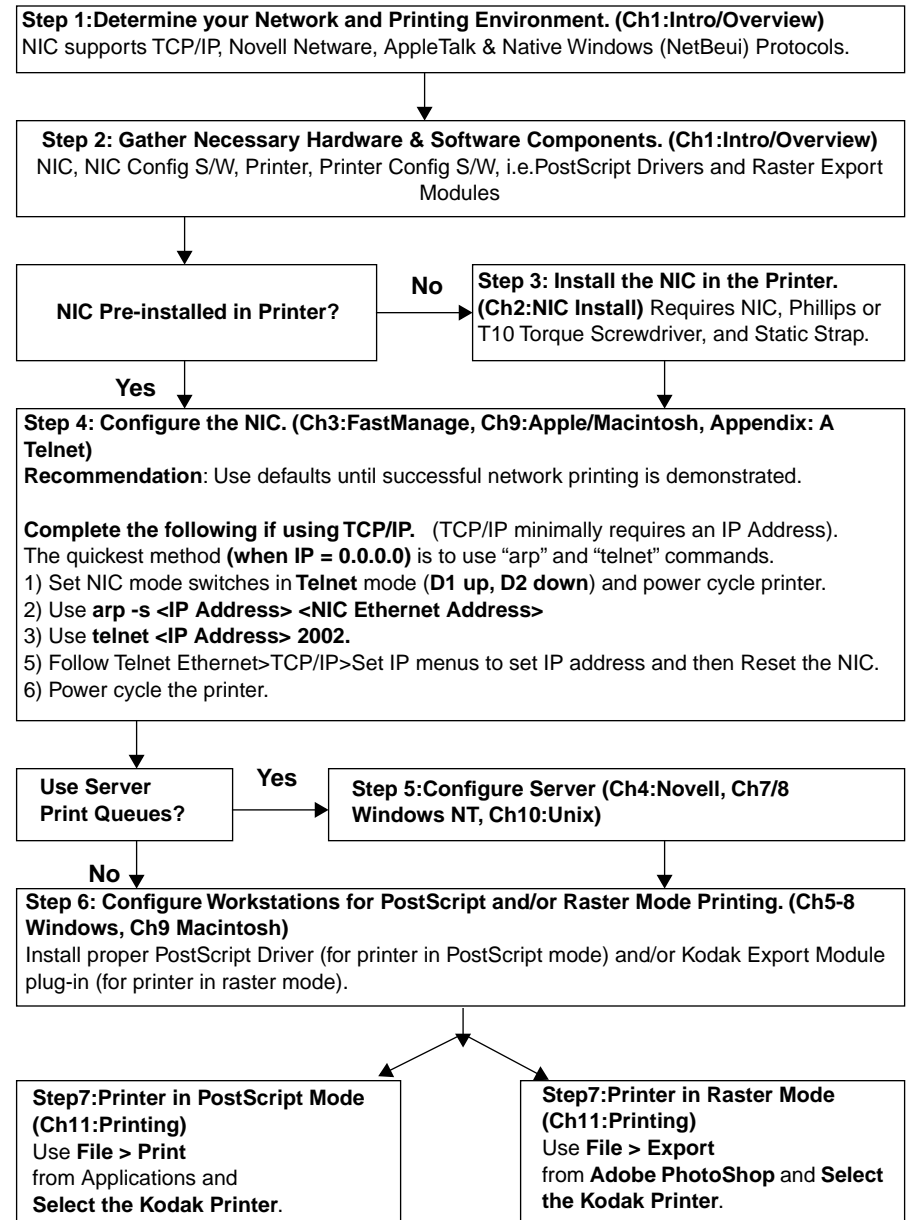 Step 1:Determine your Network and Printing Environment. (Ch1:Intro/Overview)
NIC supports TCP/IP, Novell Netware, AppleTalk & Native Windows (NetBeui) Protocols.
Step 2: Gather Necessary Hardware & Software Components. (Ch1:Intro/Overview)
NIC, NIC Config S/W, Printer, Printer Config S/W, i.e.PostScript Drivers and Raster Export
Modules
NIC Pre-installed in Printer?
No
Step 3: Install the NIC in the Printer.
(Ch2:NIC Install) Requires NIC, Phillips or
T10 Torque Screwdriver, and Static Strap.
Yes
Step 4: Configure the NIC. (Ch3:FastManage, Ch9:Apple/Macintosh, Appendix: A
Telnet)
Recommendation: Use defaults until successful network printing is demonstrated.
Complete the following if using TCP/IP. (TCP/IP minimally requires an IP Address).
The quickest method (when IP = 0.0.0.0) is to use “arp” and “telnet” commands.
1) Set NIC mode switches in Telnet mode (D1 up, D2 down) and power cycle printer.
2) Use arp -s <IP Address> <NIC Ethernet Address>
3) Use telnet <IP Address> 2002.
5) Follow Telnet Ethernet>TCP/IP>Set IP menus to set IP address and then Reset the NIC.
6) Power cycle the printer.
Use Server
Print Queues?
Yes
Step 5:Configure Server (Ch4:Novell, Ch7/8
Windows NT, Ch10:Unix)
No
Step 6: Configure Workstations for PostScript and/or Raster Mode Printing. (Ch5-8
Windows, Ch9 Macintosh)
Install proper PostScript Driver (for printer in PostScript mode) and/or Kodak Export Module
plug-in (for printer in raster mode).
Step7:Printer in PostScript Mode
(Ch11:Printing)
Use File > Print
from Applications and
Select the Kodak Printer.
Step7:Printer in Raster Mode
(Ch11:Printing)
Use File > Export
from Adobe PhotoShop and Select
the Kodak Printer.